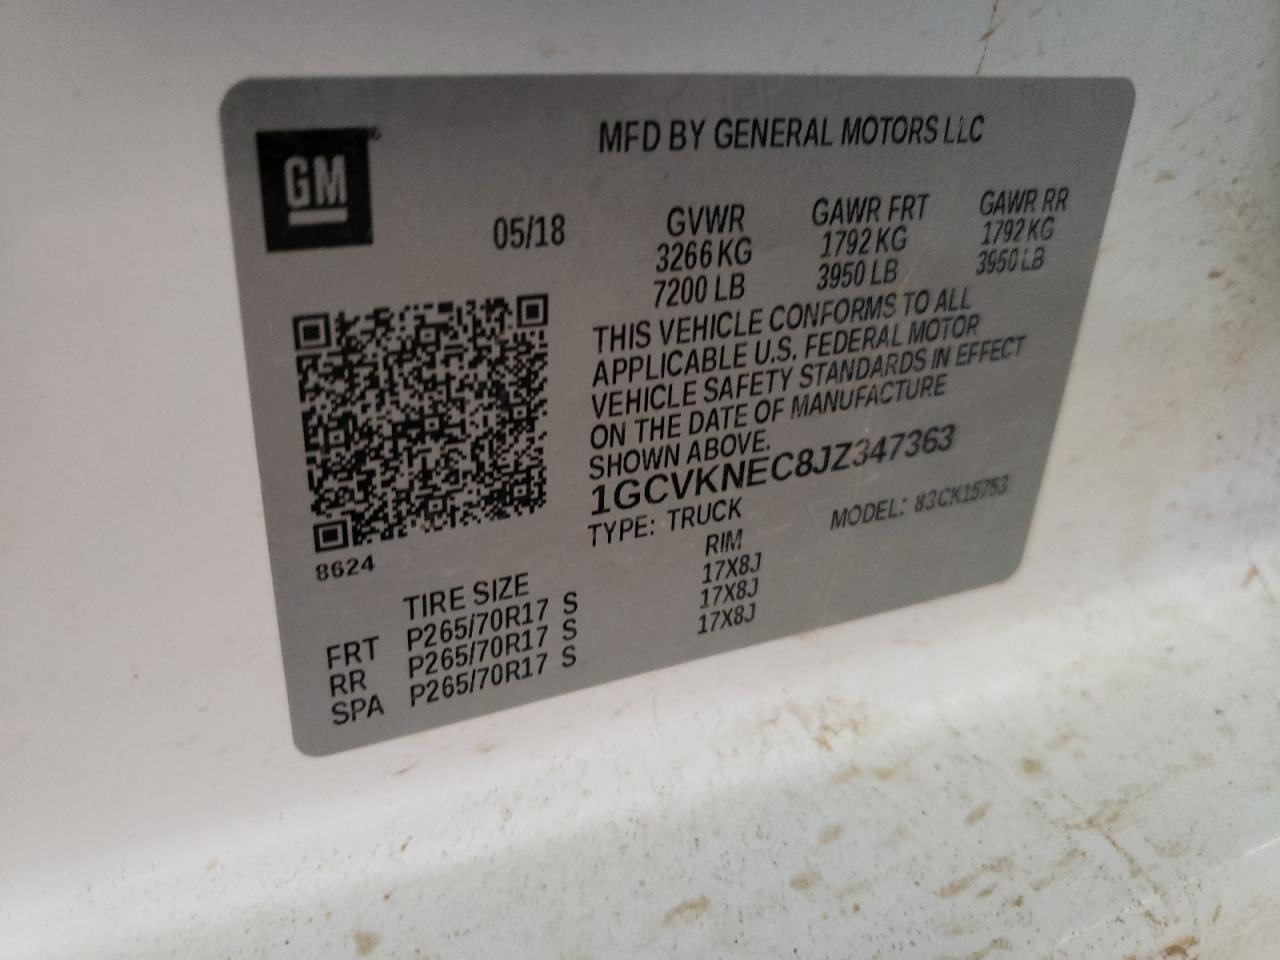 GM
MFD BY GENERAL MOTORS LLC
05/18
GVWR GAWR FRT GAWR RR
3266 KG 1792 KG 1792 KG
7200 LB 3950 LB 3950 LB
THIS VEHICLE CONFORMS TO ALL
APPLICABLE U.S. FEDERAL MOTOR
VEHICLE SAFETY STANDARDS IN EFFECT
ON THE DATE OF MANUFACTURE
SHOWN ABOVE.
1GCVKNEC8JZ347363
TYPE: TRUCK MODEL: 83CK15753
8624
TIRE SIZE RIM
FRT P265/70R17 S 17X8J
RR P265/70R17 S 17X8J
SPA P265/70R17 S 17X8J